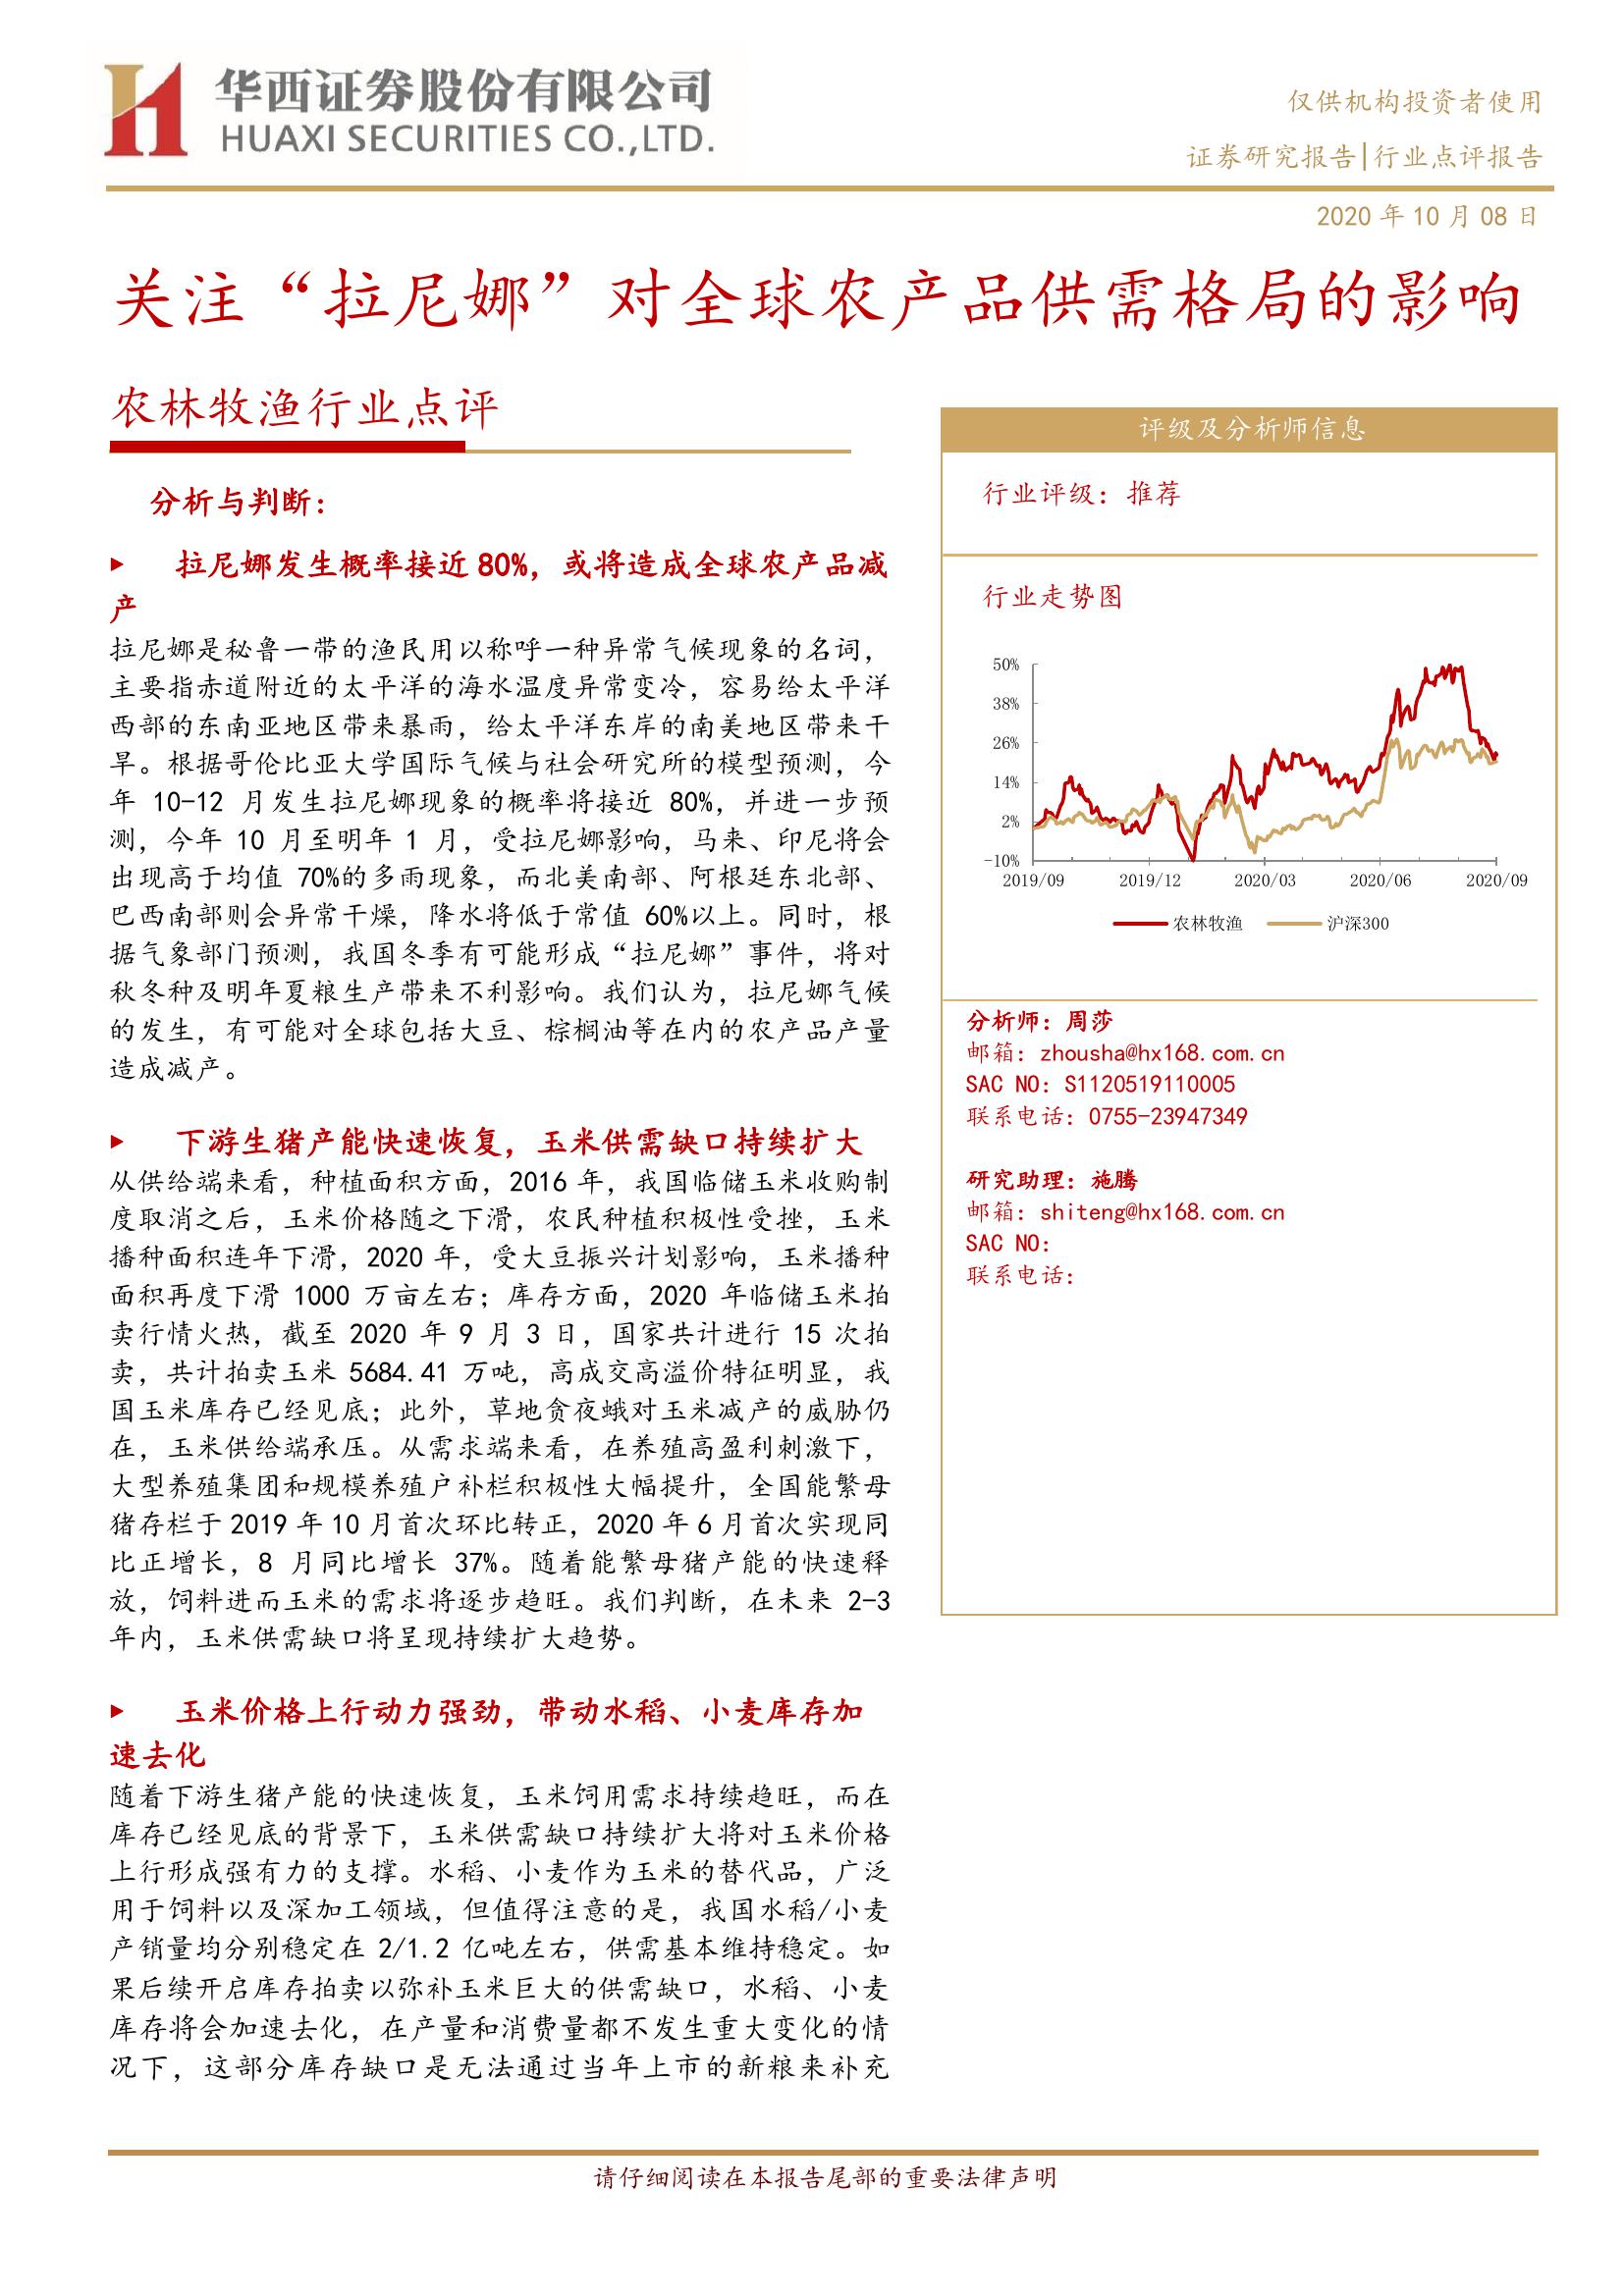 华西证券股份有限公司
HUAXI SECURITIES CO.,LTD.
仅供机构投资者使用
证券研究报告|行业点评报告
2020 年 10 月 08 日
关注“拉尼娜”对全球农产品供需格局的影响
农林牧渔行业点评
分析与判断：
拉尼娜发生概率接近 80%，或将造成全球农产品减
产
拉尼娜是秘鲁一带的渔民用以称呼一种异常气候现象的名词，
主要指赤道附近的太平洋的海水温度异常变冷，容易给太平洋
西部的东南亚地区带来暴雨，给太平洋东岸的南美地区带来干
旱。根据哥伦比亚大学国际气候与社会研究所的模型预测，今
年 10-12 月发生拉尼娜现象的概率将接近 80%，并进一步预
测，今年 10 月至明年 1 月，受拉尼娜影响，马来、印尼将会
出现高于均值 70%的多雨现象，而北美南部、阿根廷东北部、
巴西南部则会异常干燥，降水将低于常值 60%以上。同时，根
据气象部门预测，我国冬季有可能形成“拉尼娜”事件，将对
秋冬种及明年夏粮生产带来不利影响。我们认为，拉尼娜气候
的发生，有可能对全球包括大豆、棕榈油等在内的农产品产量
造成减产。
下游生猪产能快速恢复，玉米供需缺口持续扩大
从供给端来看，种植面积方面，2016 年，我国临储玉米收购制
度取消之后，玉米价格随之下滑，农民种植积极性受挫，玉米
播种面积连年下滑，2020 年，受大豆振兴计划影响，玉米播种
面积再度下滑 1000 万亩左右；库存方面，2020 年临储玉米拍
卖行情火热，截至 2020 年 9 月 3 日，国家共计进行 15 次拍
卖，共计拍卖玉米 5684.41 万吨，高成交高溢价特征明显，我
国玉米库存已经见底；此外，草地贪夜蛾对玉米减产的威胁仍
在，玉米供给端承压。从需求端来看，在养殖高盈利刺激下，
大型养殖集团和规模养殖户补栏积极性大幅提升，全国能繁母
猪存栏于 2019 年 10 月首次环比转正，2020 年 6 月首次实现同
比正增长，8 月同比增长 37%。随着能繁母猪产能的快速释
放，饲料进而玉米的需求将逐步趋旺。我们判断，在未来 2-3
年内，玉米供需缺口将呈现持续扩大趋势。
玉米价格上行动力强劲，带动水稻、小麦库存加
速去化
随着下游生猪产能的快速恢复，玉米饲用需求持续趋旺，而在
库存已经见底的背景下，玉米供需缺口持续扩大将对玉米价格
上行形成强有力的支撑。水稻、小麦作为玉米的替代品，广泛
用于饲料以及深加工领域，但值得注意的是，我国水稻/小麦
产销量均分别稳定在 2/1.2 亿吨左右，供需基本维持稳定。如
果后续开启库存拍卖以弥补玉米巨大的供需缺口，水稻、小麦
库存将会加速去化，在产量和消费量都不发生重大变化的情
况下，这部分库存缺口是无法通过当年上市的新粮来补充
评级及分析师信息
行业评级：推荐
行业走势图
50%
38%
26%
14%
2%
-10%
2019/09 2019/12 2020/03 2020/06 2020/09
农林牧渔 沪深300
分析师：周莎
邮箱：zhousha@hx168.com.cn
SAC NO：S1120519110005
联系电话：0755-23947349
研究助理：施腾
邮箱：shiteng@hx168.com.cn
SAC NO：
联系电话：
请仔细阅读在本报告尾部的重要法律声明